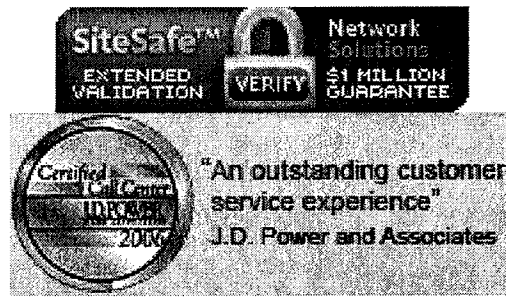 SiteSafe™
EXTENDED
VALIDATION
VERIFY
Network
Solutions
$1 MILLION
GUARANTEE
Certified
Call Center
J.D. POWER
"An outstanding customer
service experience"
J.D. Power and Associates